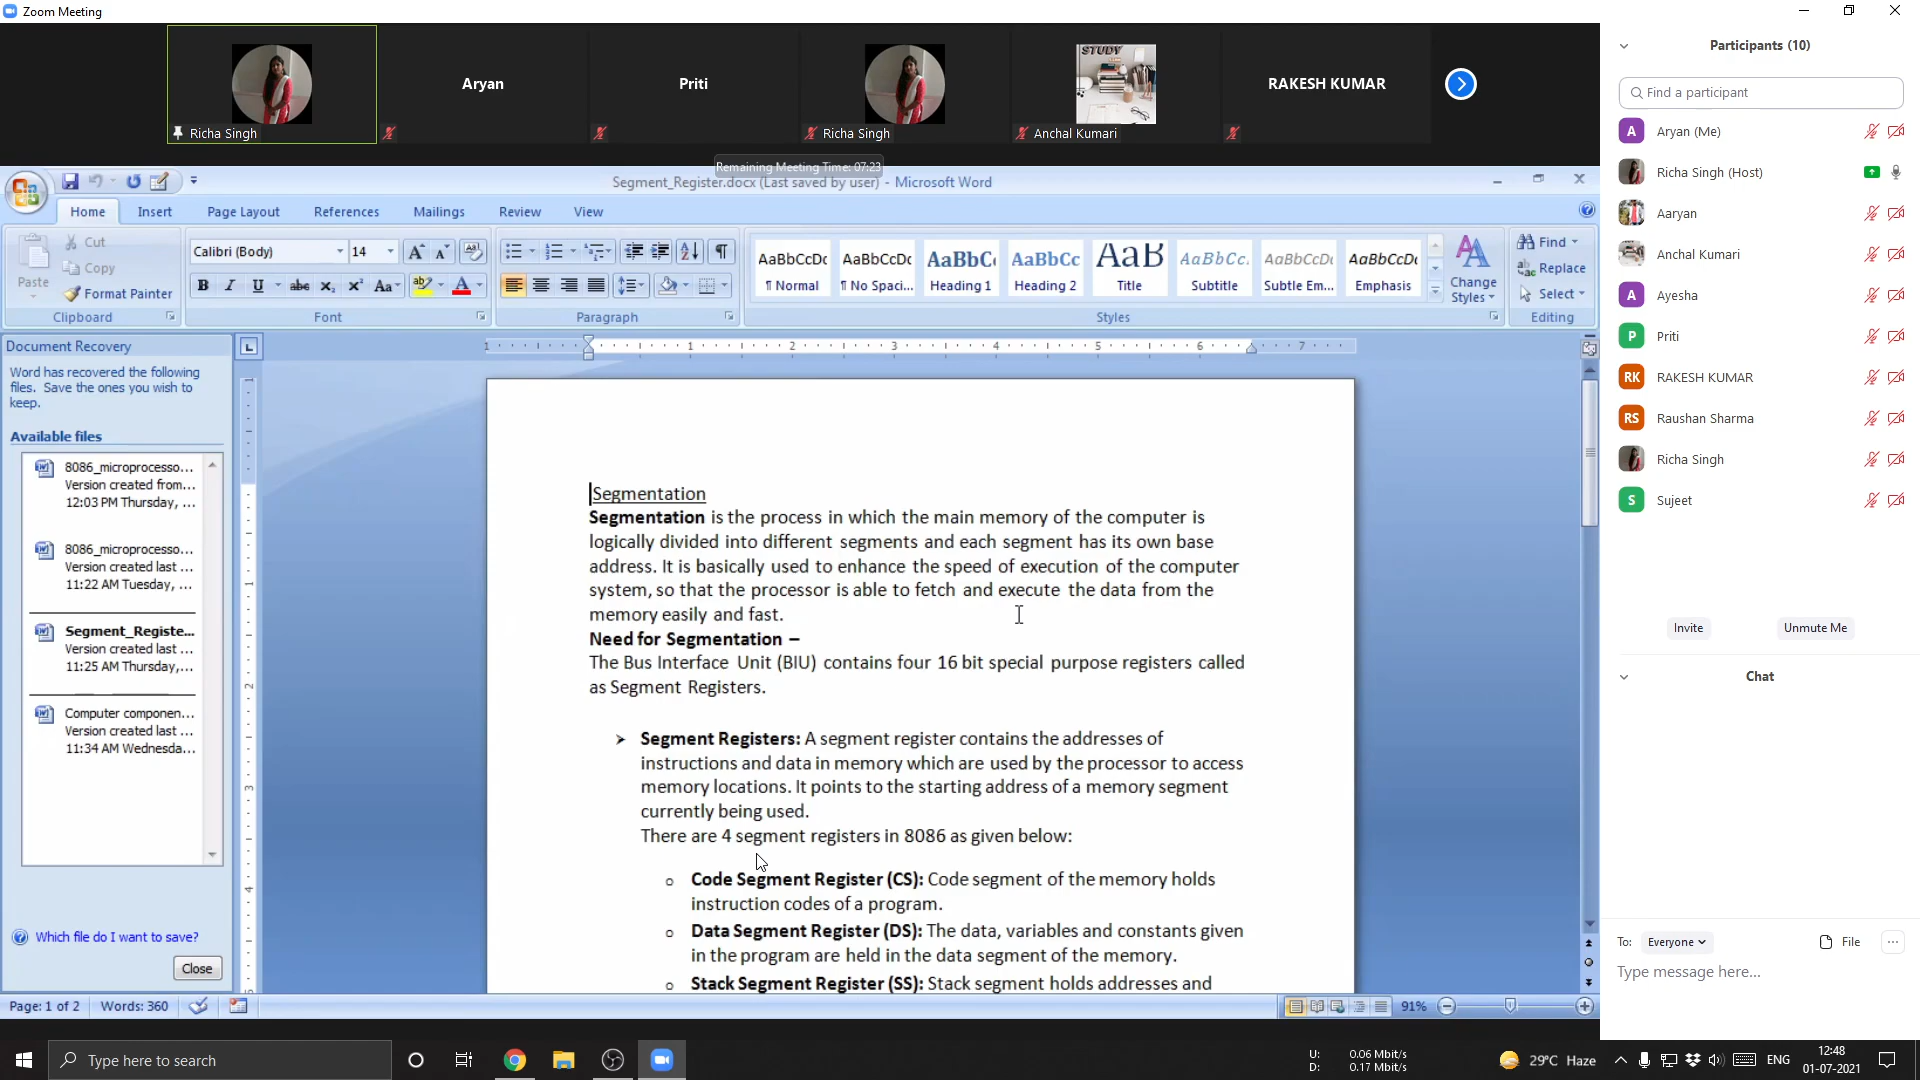 Zoom Meeting
Richa Singh
Aryan
Priti
Richa Singh
STUDY
Anchal Kumari
RAKESH KUMAR
Remaining Meeting Time: 07:23
Segment_Register.docx (Last saved by user) - Microsoft Word
Home Insert Page Layout References Mailings Review View
Paste
Cut
Copy
Format Painter
Clipboard
Calibri (Body) 14
Font
Paragraph
AaBbCcDc AaBbCcDc AaBbC AaBbCc AaB AaBbCc. AaBbCcDc AaBbCcDc
¶ Normal ¶ No Spaci... Heading 1 Heading 2 Title Subtitle Subtle Em... Emphasis
Change
Styles
Styles
Find
Replace
Select
Editing
Document Recovery
Word has recovered the following
files. Save the ones you wish to
keep.
Available files
8086_microprocesso...
Version created from...
12:03 PM Thursday, ...
8086_microprocesso...
Version created last ...
11:22 AM Tuesday, ...
Segment_Registe...
Version created last ...
11:25 AM Thursday,...
Computer componen...
Version created last ...
11:34 AM Wednesda...
Which file do I want to save?
Close
Segmentation
Segmentation is the process in which the main memory of the computer is
logically divided into different segments and each segment has its own base
address. It is basically used to enhance the speed of execution of the computer
system, so that the processor is able to fetch and execute the data from the
memory easily and fast.
Need for Segmentation –
The Bus Interface Unit (BIU) contains four 16 bit special purpose registers called
as Segment Registers.
➤ Segment Registers: A segment register contains the addresses of
instructions and data in memory which are used by the processor to access
memory locations. It points to the starting address of a memory segment
currently being used.
There are 4 segment registers in 8086 as given below:
o Code Segment Register (CS): Code segment of the memory holds
instruction codes of a program.
o Data Segment Register (DS): The data, variables and constants given
in the program are held in the data segment of the memory.
o Stack Segment Register (SS): Stack segment holds addresses and
Page: 1 of 2 Words: 360
91%
Participants (10)
Find a participant
A Aryan (Me)
Richa Singh (Host)
Aaryan
Anchal Kumari
A Ayesha
P Priti
RK RAKESH KUMAR
RS Raushan Sharma
Richa Singh
S Sujeet
Invite Unmute Me
Chat
To: Everyone File
Type message here...
Type here to search
U: 0.06 Mbit/s
D: 0.17 Mbit/s
29°C Haze
ENG
12:48
01-07-2021